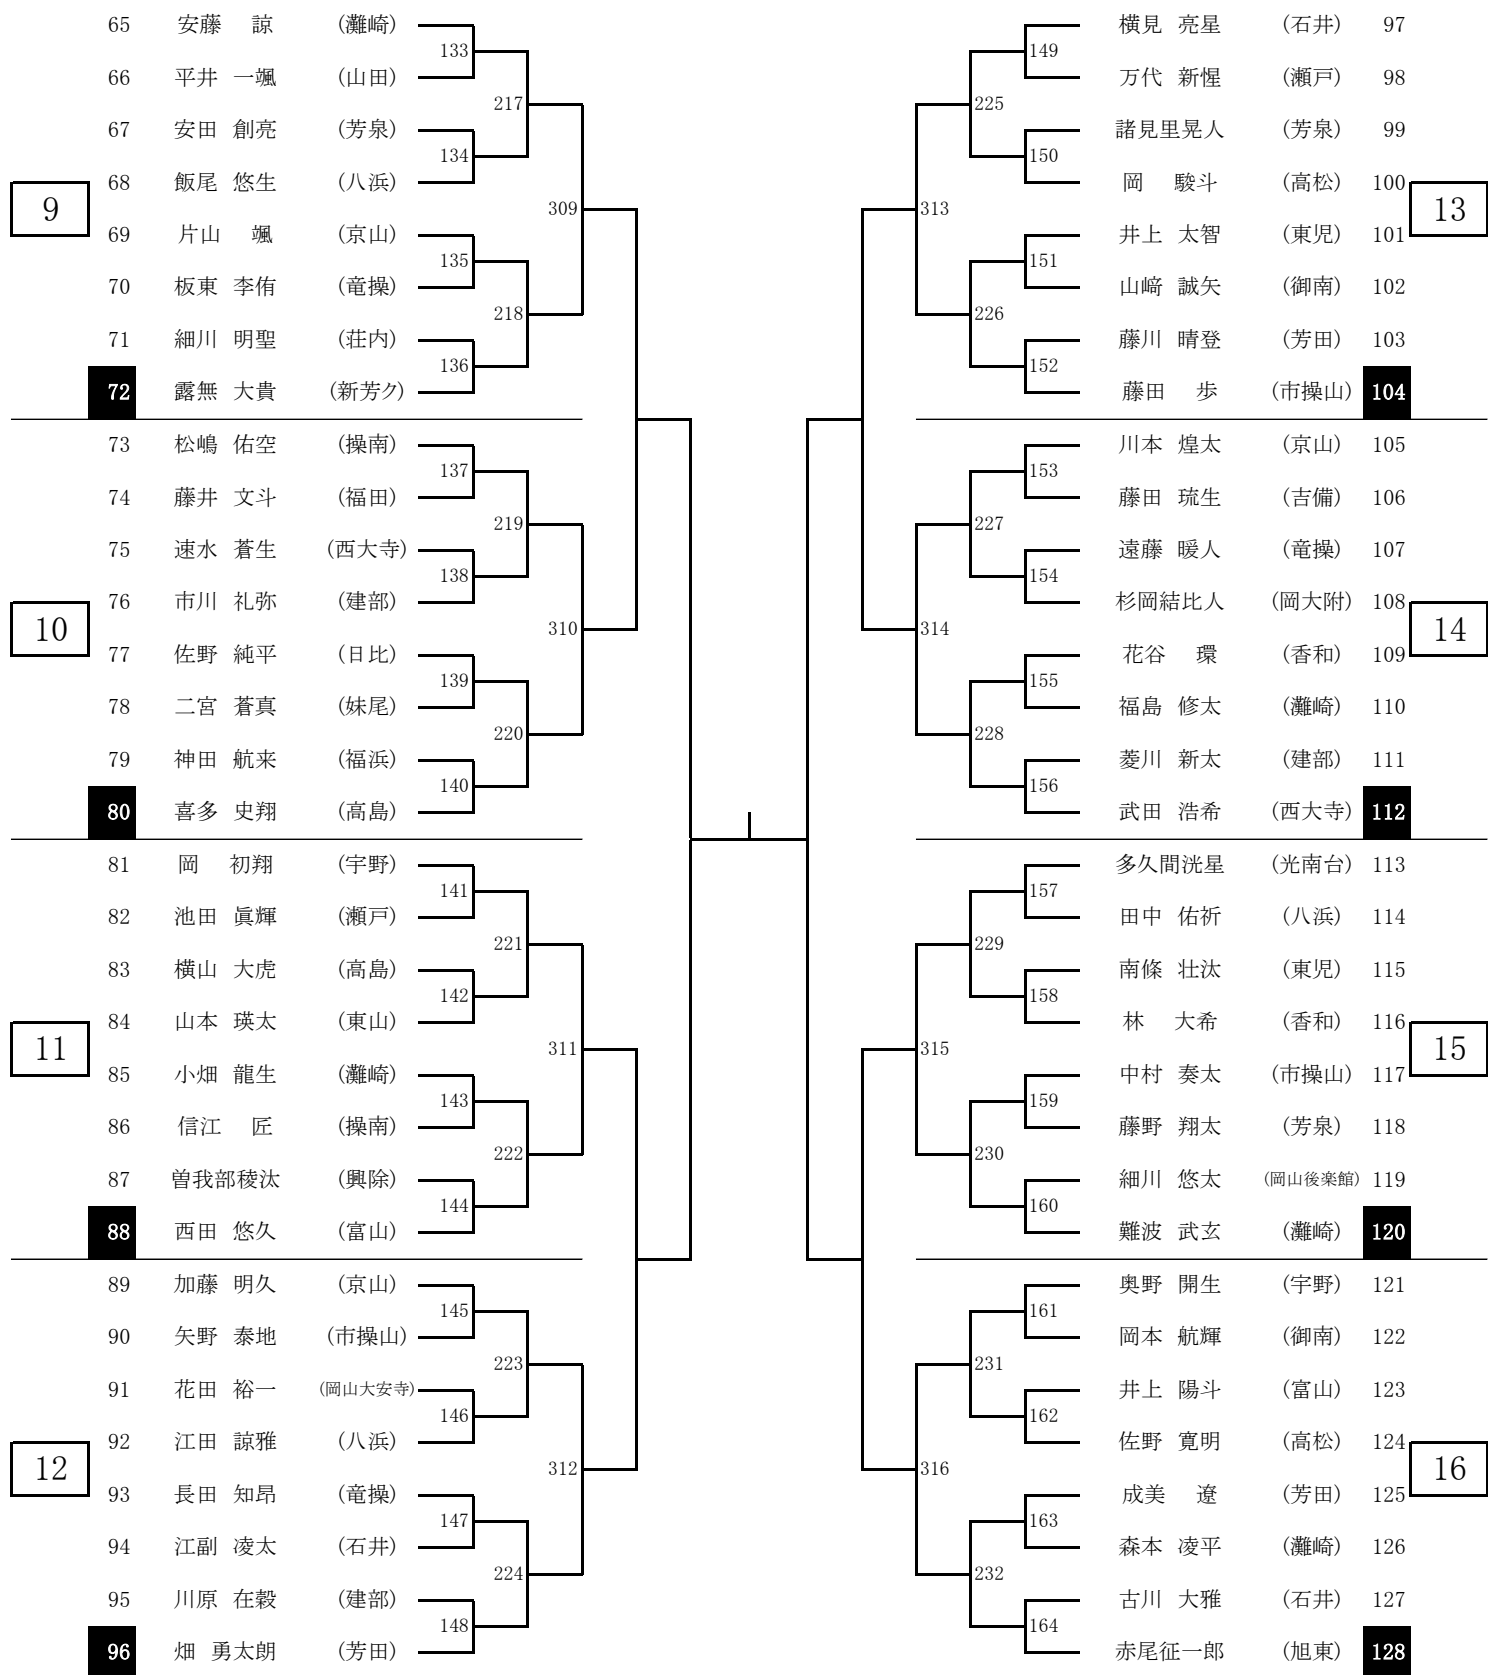 65 安藤 諒 (灘崎)
133
66 平井 一颯 (山田)
217
67 安田 創亮 (芳泉)
134
68 飯尾 悠生 (八浜)
9
309
69 片山 颯 (京山)
135
70 板東 李侑 (竜操)
218
71 細川 明聖 (荘内)
136
72 露無 大貴 (新芳ク)
73 松嶋 佑空 (操南)
137
74 藤井 文斗 (福田)
219
75 速水 蒼生 (西大寺)
138
76 市川 礼弥 (建部)
10
310
77 佐野 純平 (日比)
139
78 二宮 蒼真 (妹尾)
220
79 神田 航来 (福浜)
140
80 喜多 史翔 (高島)
81 岡 初翔 (宇野)
141
82 池田 眞輝 (瀬戸)
221
83 横山 大虎 (高島)
142
84 山本 瑛太 (東山)
11
311
85 小畑 龍生 (灘崎)
143
86 信江 匠 (操南)
222
87 曽我部稜汰 (興除)
144
88 西田 悠久 (富山)
89 加藤 明久 (京山)
145
90 矢野 泰地 (市操山)
223
91 花田 裕一 (岡山大安寺)
146
92 江田 諒雅 (八浜)
12
312
93 長田 知昂 (竜操)
147
94 江副 凌太 (石井)
224
95 川原 在毅 (建部)
148
96 畑 勇太朗 (芳田)
横見 亮星 (石井) 97
149
万代 新惺 (瀬戸) 98
225
諸見里晃人 (芳泉) 99
150
岡 駿斗 (高松) 100
313
13
井上 太智 (東児) 101
151
山﨑 誠矢 (御南) 102
226
藤川 晴登 (芳田) 103
152
藤田 歩 (市操山) 104
川本 煌太 (京山) 105
153
藤田 琉生 (吉備) 106
227
遠藤 暖人 (竜操) 107
154
杉岡結比人 (岡大附) 108
314
14
花谷 環 (香和) 109
155
福島 修太 (灘崎) 110
228
菱川 新太 (建部) 111
156
武田 浩希 (西大寺) 112
多久間洸星 (光南台) 113
157
田中 佑祈 (八浜) 114
229
南條 壮汰 (東児) 115
158
林 大希 (香和) 116
315
15
中村 奏太 (市操山) 117
159
藤野 翔太 (芳泉) 118
230
細川 悠太 (岡山後楽館) 119
160
難波 武玄 (灘崎) 120
奥野 開生 (宇野) 121
161
岡本 航輝 (御南) 122
231
井上 陽斗 (富山) 123
162
佐野 寛明 (高松) 124
316
16
成美 遼 (芳田) 125
163
森本 凌平 (灘崎) 126
232
古川 大雅 (石井) 127
164
赤尾征一郎 (旭東) 128